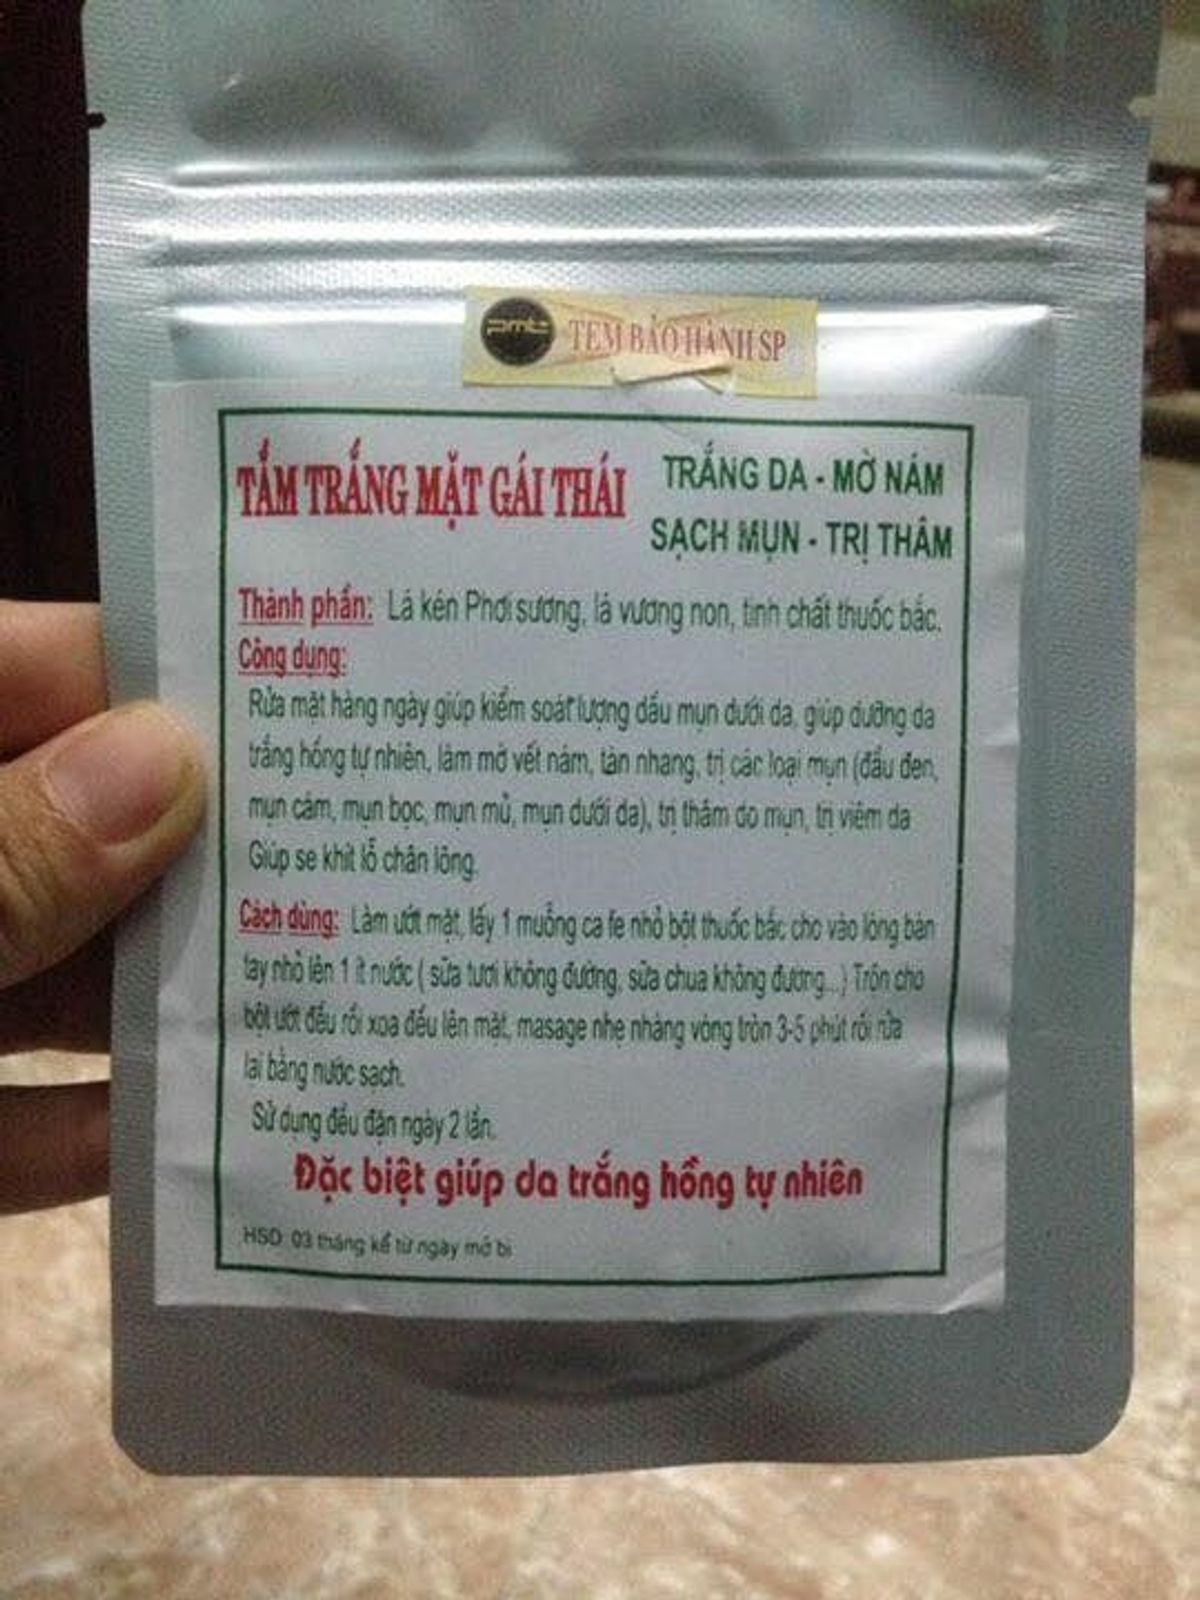 pmt
TEM BẢO HÀNH SP
TẮM TRẮNG MẶT GÁI THÁI
TRẮNG DA - MỜ NÁM
SẠCH MỤN - TRỊ THÂM
Thành phần: Lá kén Phơi sương, lá vương non, tinh chất thuốc bắc.
Công dụng:
Rửa mặt hàng ngày giúp kiểm soát lượng dầu mụn dưới da, giúp dưỡng da
trắng hồng tự nhiên, làm mờ vết nám, tàn nhang, trị các loại mụn (đầu đen,
mụn cám, mụn bọc, mụn mủ, mụn dưới da), trị thâm do mụn, trị viêm da
Giúp se khít lỗ chân lông.
Cách dùng: Làm ướt mặt, lấy 1 muỗng ca fe nhỏ bột thuốc bắc cho vào lòng bàn
tay nhỏ lên 1 ít nước ( sữa tươi không đường, sữa chua không đương...) Trộn cho
bột ướt đều rồi xoa đều lên mặt, masage nhẹ nhàng vòng tròn 3-5 phút rồi rửa
lại bằng nước sạch.
Sử dụng đều đặn ngày 2 lần.
Đặc biệt giúp da trắng hồng tự nhiên
HSD 03 tháng kể từ ngày mở bì